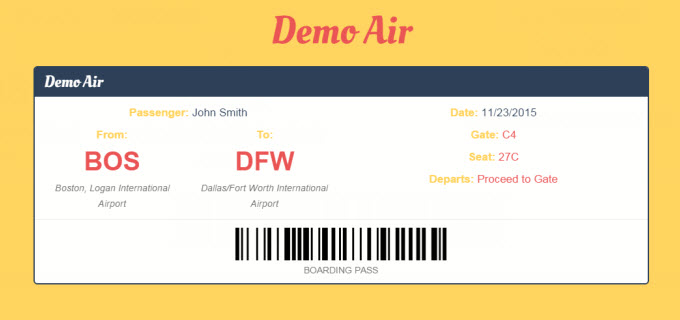 Demo Air
Demo Air
Passenger: John Smith
From:
BOS
Boston, Logan International
Airport
To:
DFW
Dallas/Fort Worth International
Airport
Date: 11/23/2015
Gate: C4
Seat: 27C
Departs: Proceed to Gate
BOARDING PASS